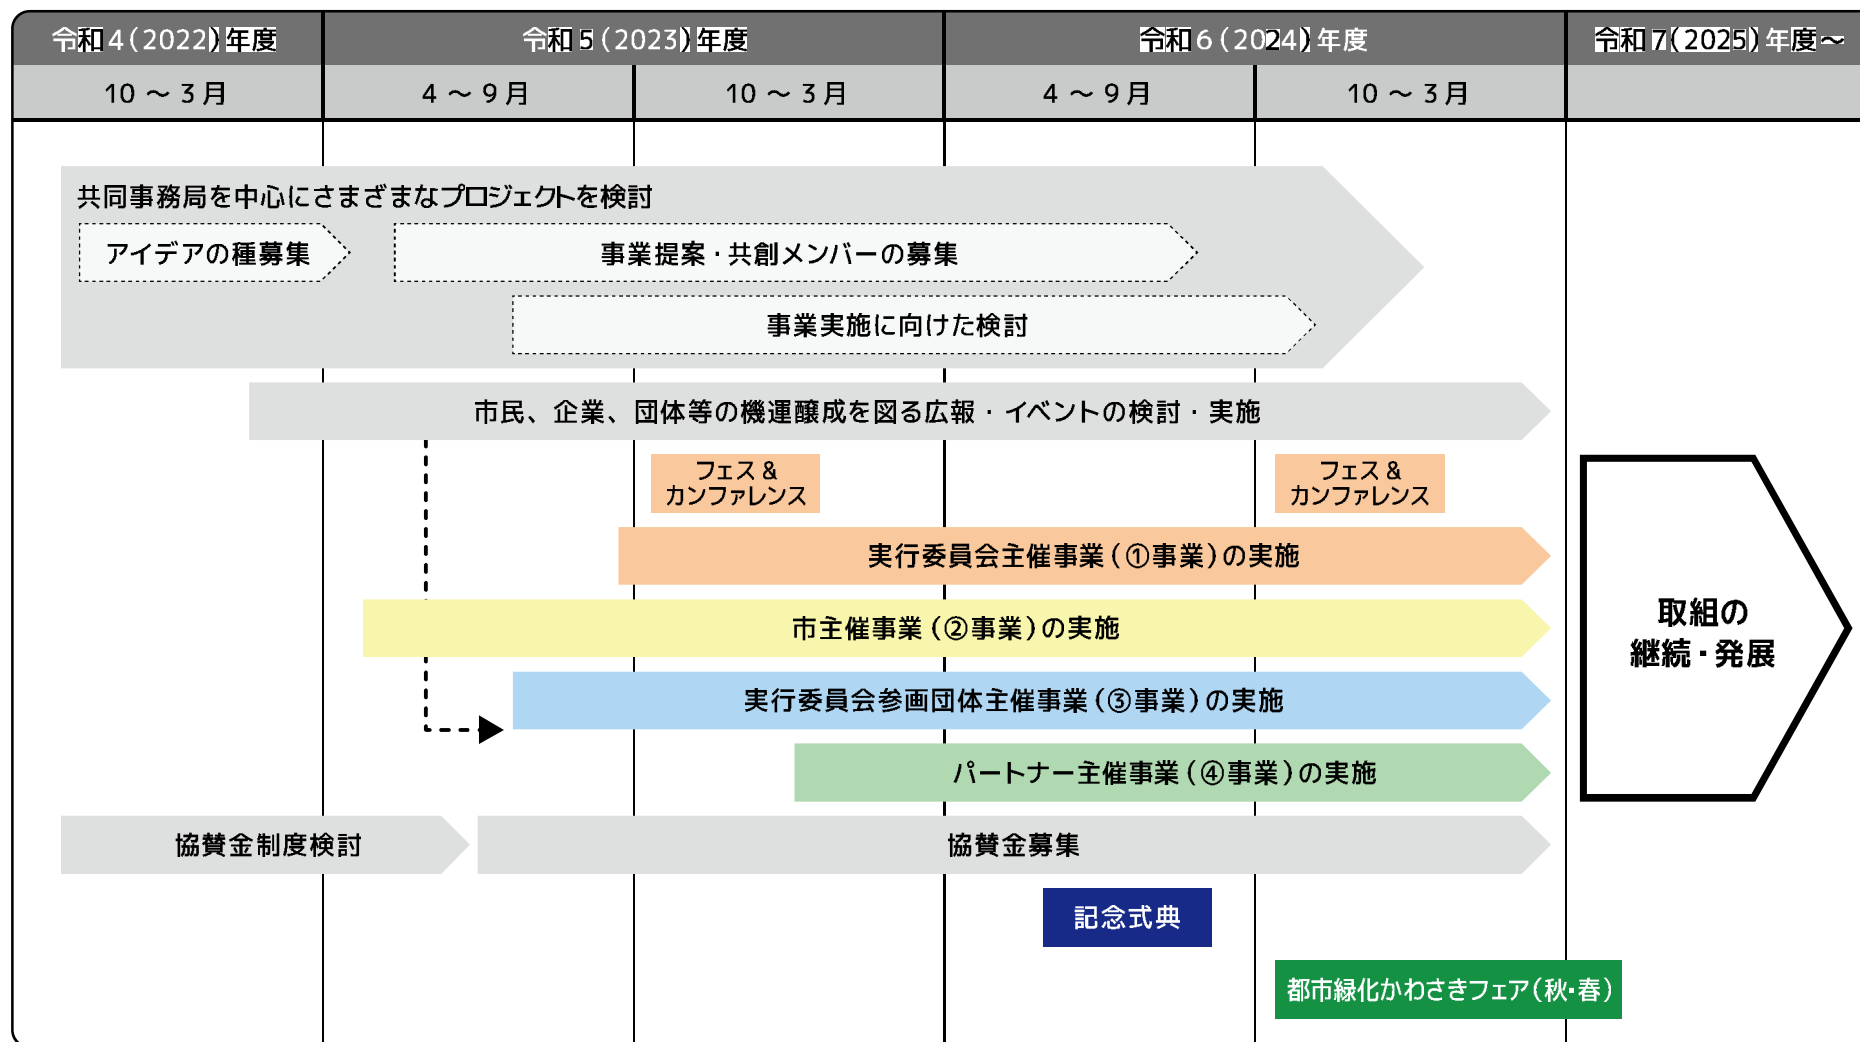 令和4(2022)年度
令和5(2023)年度
令和6(2024)年度
令和7(2025)年度〜
10〜3月
4〜9月
10〜3月
4〜9月
10〜3月
共同事務局を中心にさまざまなプロジェクトを検討
アイデアの種募集
事業提案・共創メンバーの募集
事業実施に向けた検討
市民、企業、団体等の機運醸成を図る広報・イベントの検討・実施
フェス&
カンファレンス
フェス&
カンファレンス
実行委員会主催事業(①事業)の実施
市主催事業(②事業)の実施
実行委員会参画団体主催事業(③事業)の実施
パートナー主催事業(④事業)の実施
取組の
継続・発展
協賛金制度検討
協賛金募集
記念式典
都市緑化かわさきフェア(秋・春)